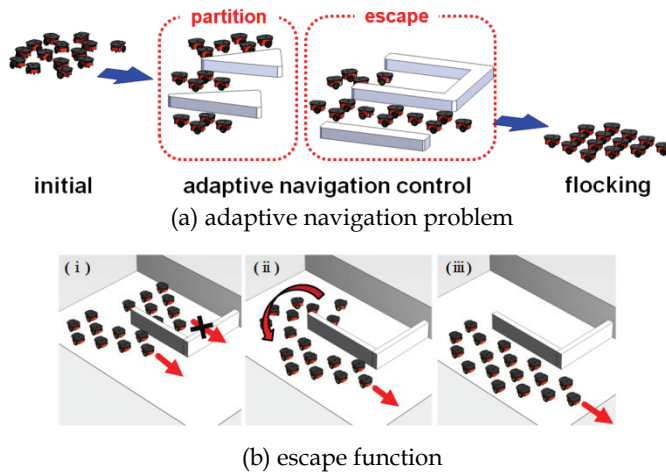 partition
escape
initial
adaptive navigation control
flocking
(a) adaptive navigation problem
(i)
(ii)
(iii)
(b) escape function